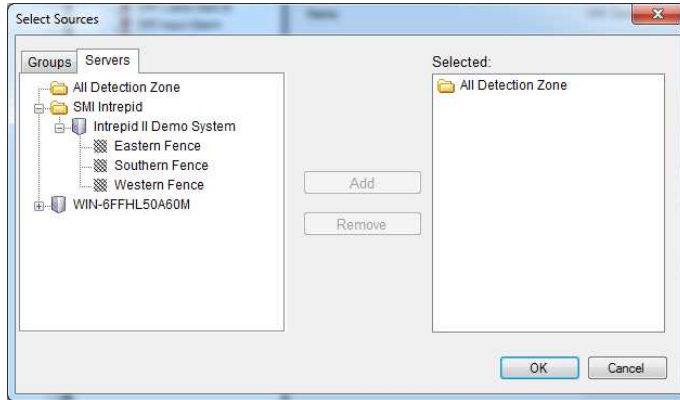 Select Sources
Groups
Servers
All Detection Zone
SMI Intrepid
Intrepid II Demo System
Eastern Fence
Southern Fence
Western Fence
WIN-6FFHL50A60M
Add
Remove
Selected:
All Detection Zone
OK
Cancel